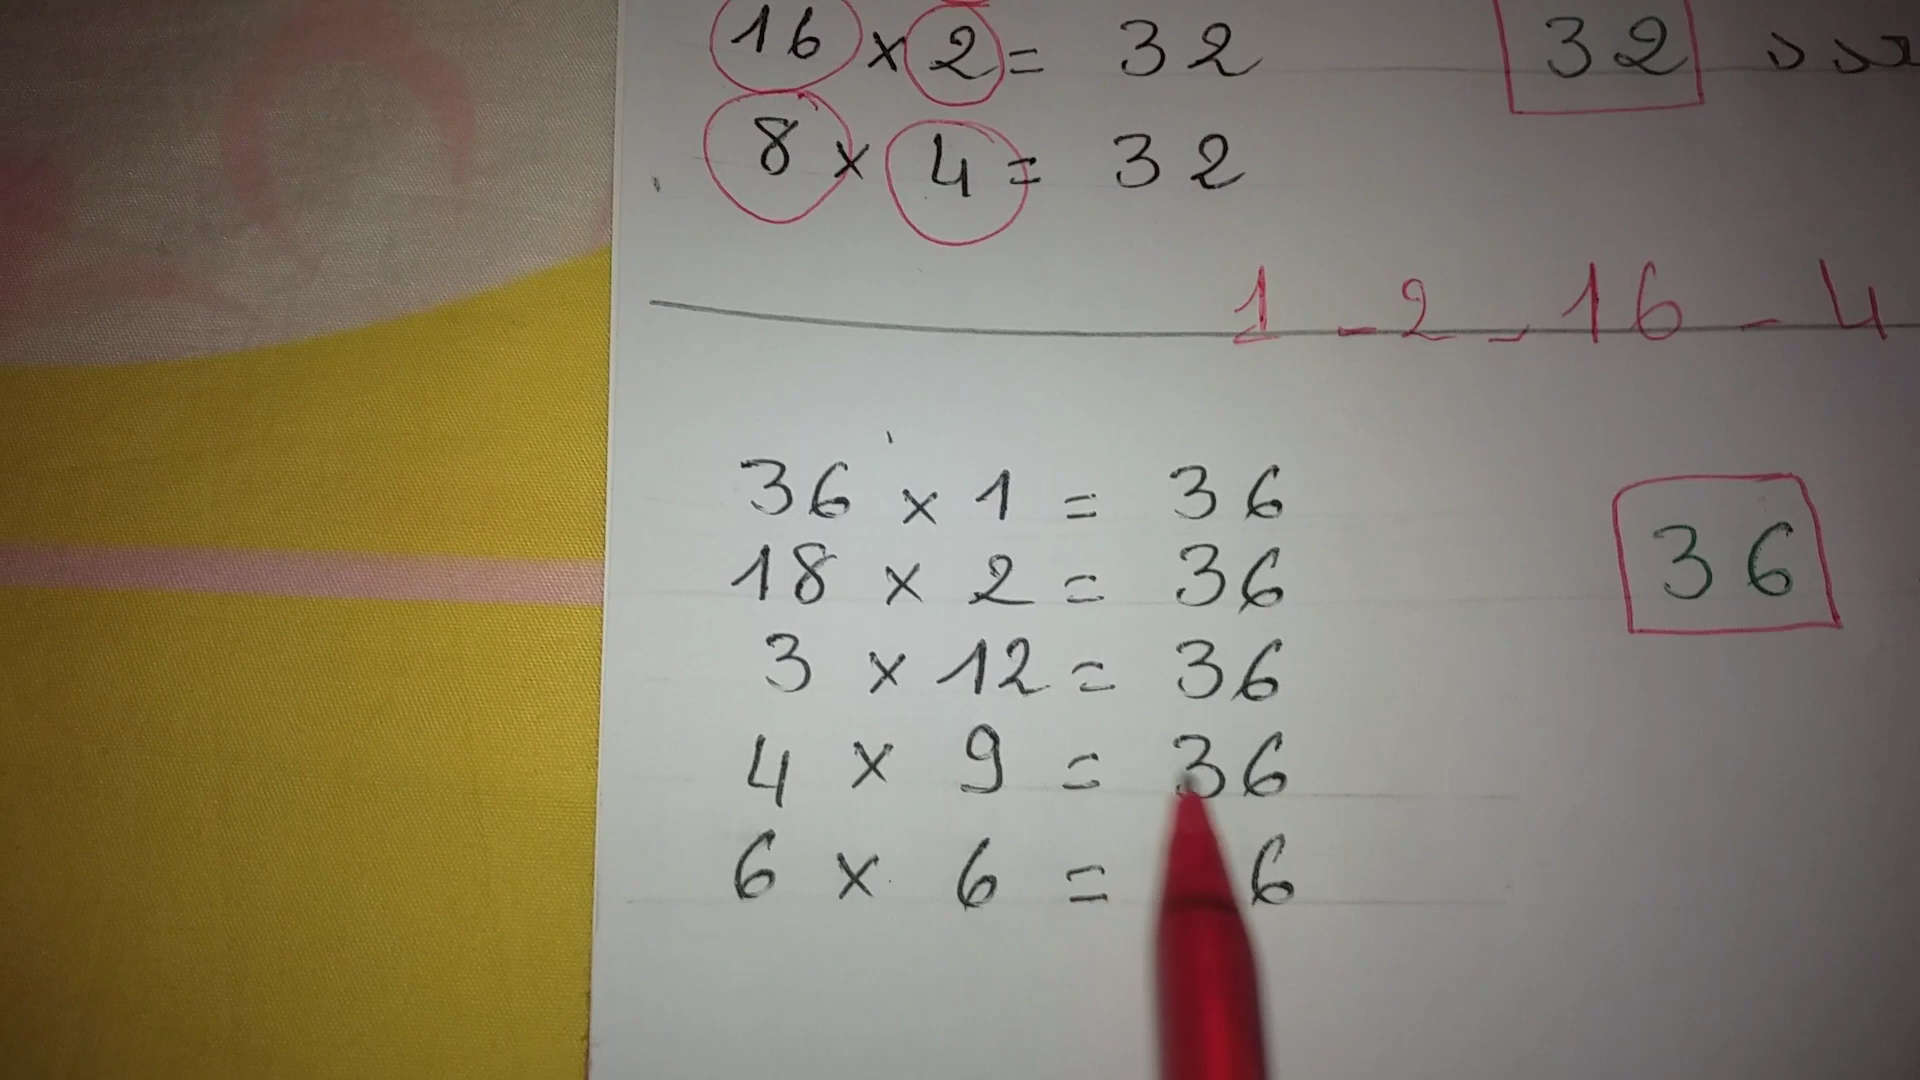 16 × 2 = 32
32
8 × 4 = 32
1 - 2 - 16 - 4
36 × 1 = 36
36
18 × 2 = 36
3 × 12 = 36
4 × 9 = 36
6 × 6 = 6